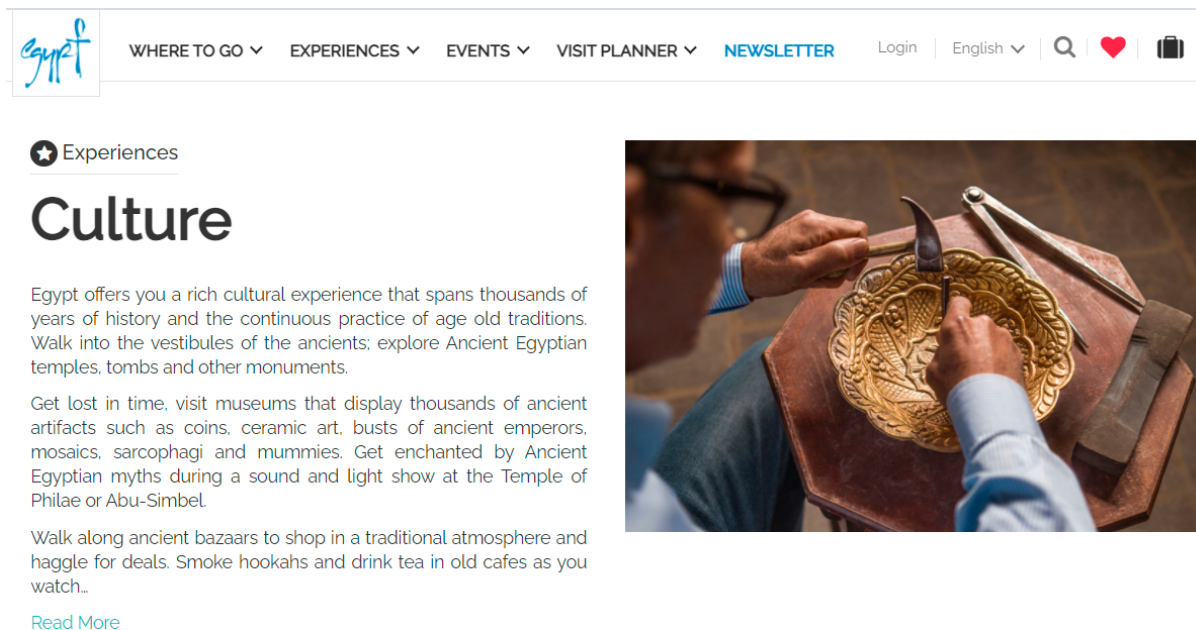 egypt
WHERE TO GO EXPERIENCES EVENTS VISIT PLANNER NEWSLETTER Login English
Experiences
Culture
Egypt offers you a rich cultural experience that spans thousands of
years of history and the continuous practice of age old traditions.
Walk into the vestibules of the ancients; explore Ancient Egyptian
temples, tombs and other monuments.
Get lost in time, visit museums that display thousands of ancient
artifacts such as coins, ceramic art, busts of ancient emperors,
mosaics, sarcophagi and mummies. Get enchanted by Ancient
Egyptian myths during a sound and light show at the Temple of
Philae or Abu-Simbel.
Walk along ancient bazaars to shop in a traditional atmosphere and
haggle for deals. Smoke hookahs and drink tea in old cafes as you
watch…
Read More